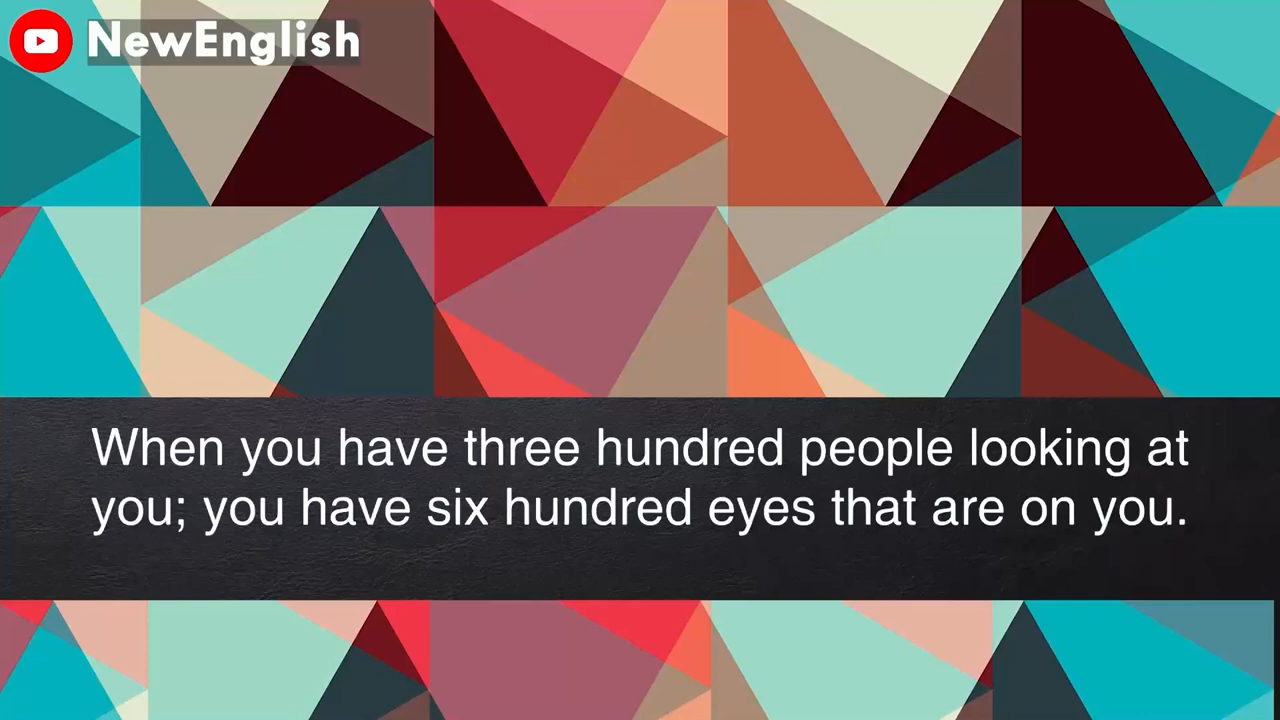 NewEnglish
When you have three hundred people looking at
you; you have six hundred eyes that are on you.